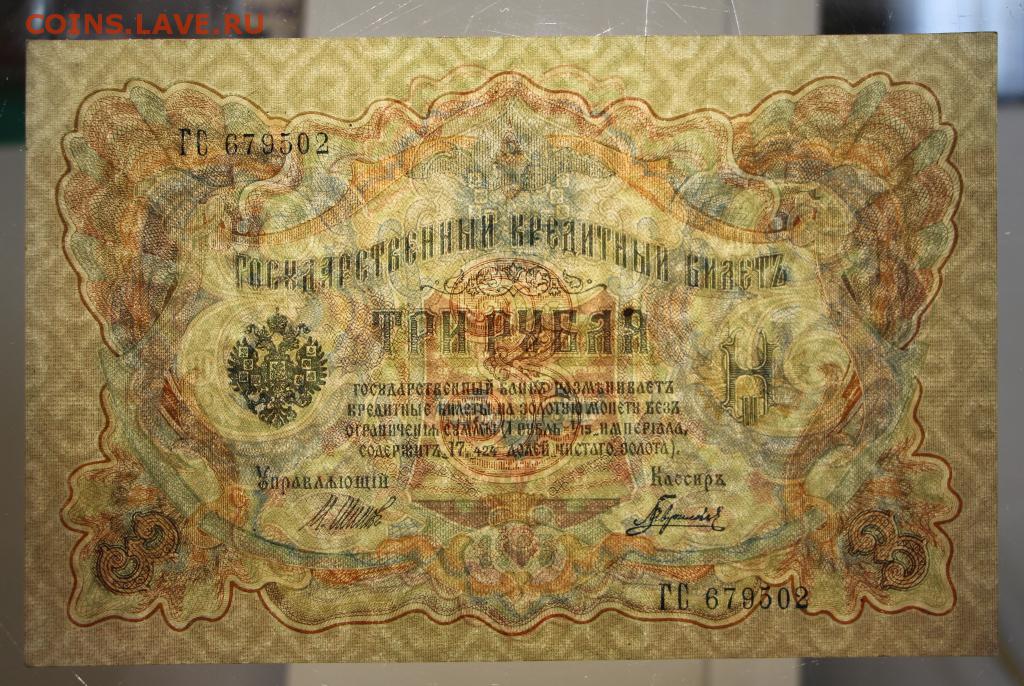 COINS.LAVE.RU
ГС 679502
ГОСУДАРСТВЕННЫЙ КРЕДИТНЫЙ БИЛЕТЪ
ТРИ РУБЛЯ
ГОСУДАРСТВЕННЫЙ БАНКЪ РАЗМѢНИВАЕТЪ
КРЕДИТНЫЕ БИЛЕТЫ НА ЗОЛОТУЮ МОНЕТУ БЕЗЪ
ОГРАНИЧЕНІЯ СУММЫ (1 РУБЛЬ = 1/15 ИМПЕРІАЛА,
СОДЕРЖИТЪ 17,424 ДОЛЕЙ ЧИСТАГО ЗОЛОТА).
Управляющій Кассиръ
ГС 679502